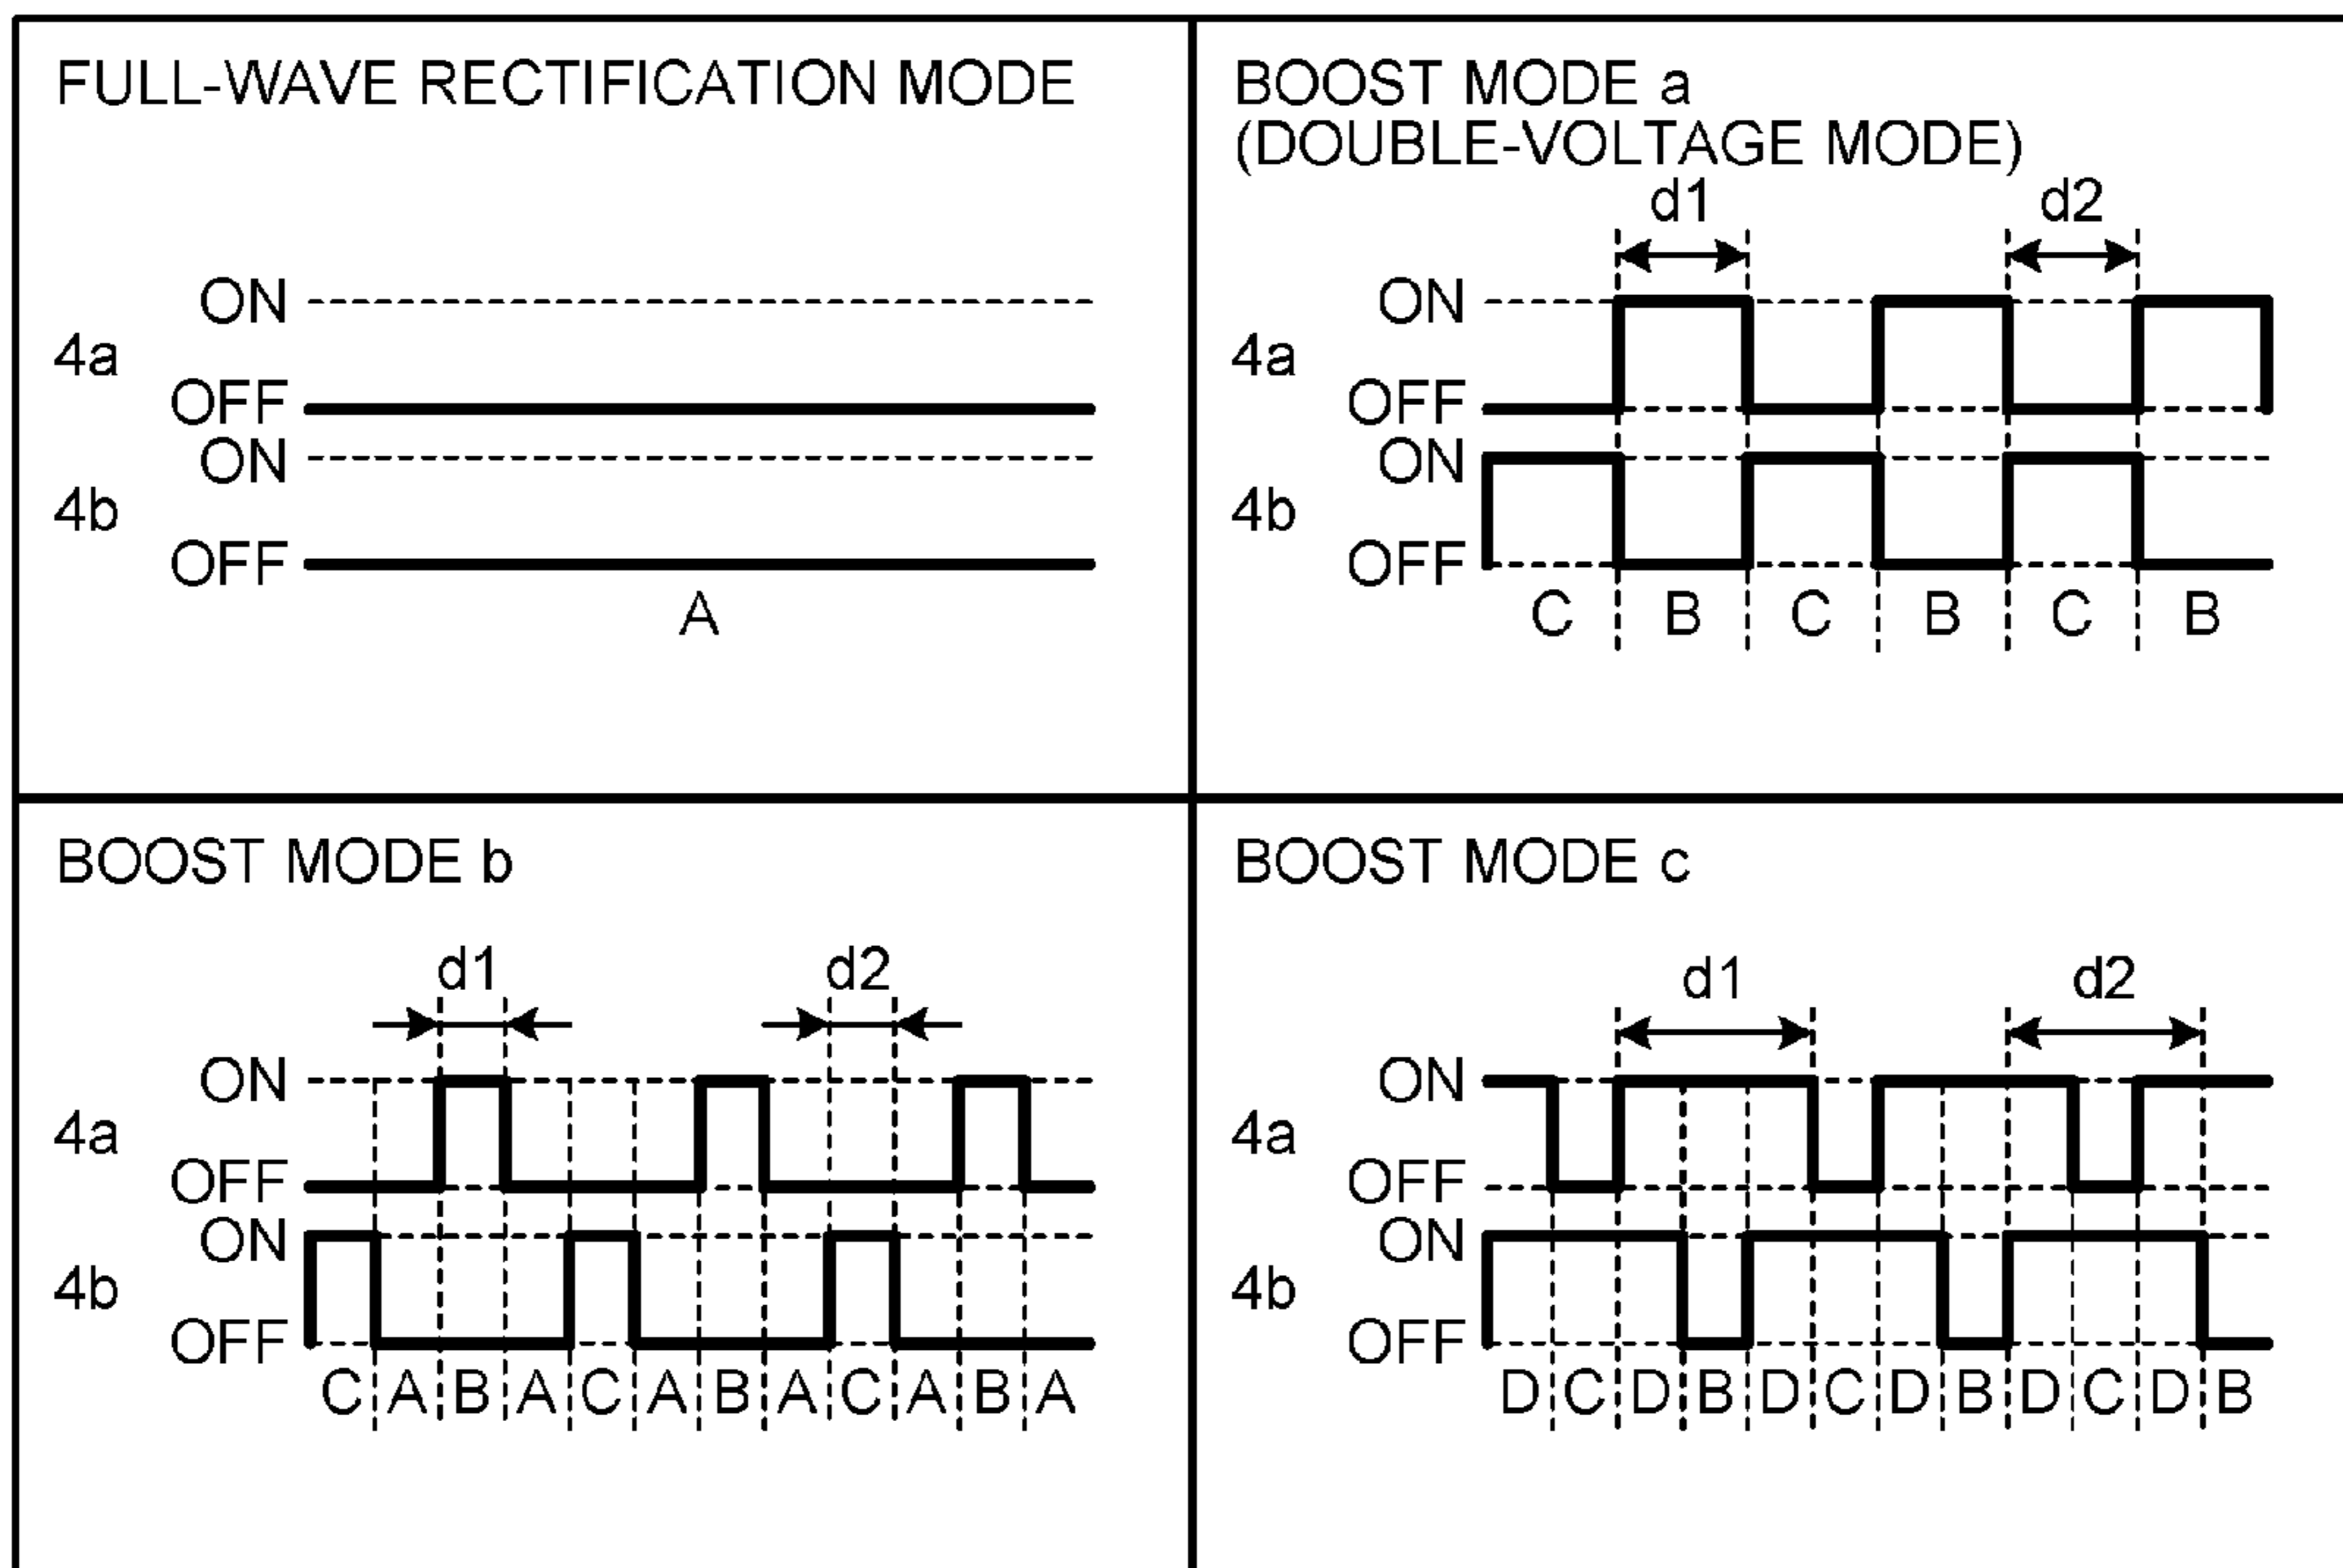 FULL-WAVE RECTIFICATION MODE
ON
4a
OFF
ON
4b
OFF
A
BOOST MODE a
(DOUBLE-VOLTAGE MODE)
d1 d2
ON
4a
OFF
ON
4b
OFF
C B C B C B
BOOST MODE b
d1 d2
ON
4a
OFF
ON
4b
OFF
C A B A C A B A C A B A
BOOST MODE c
d1 d2
ON
4a
OFF
ON
4b
OFF
D C D B D C D B D C D B